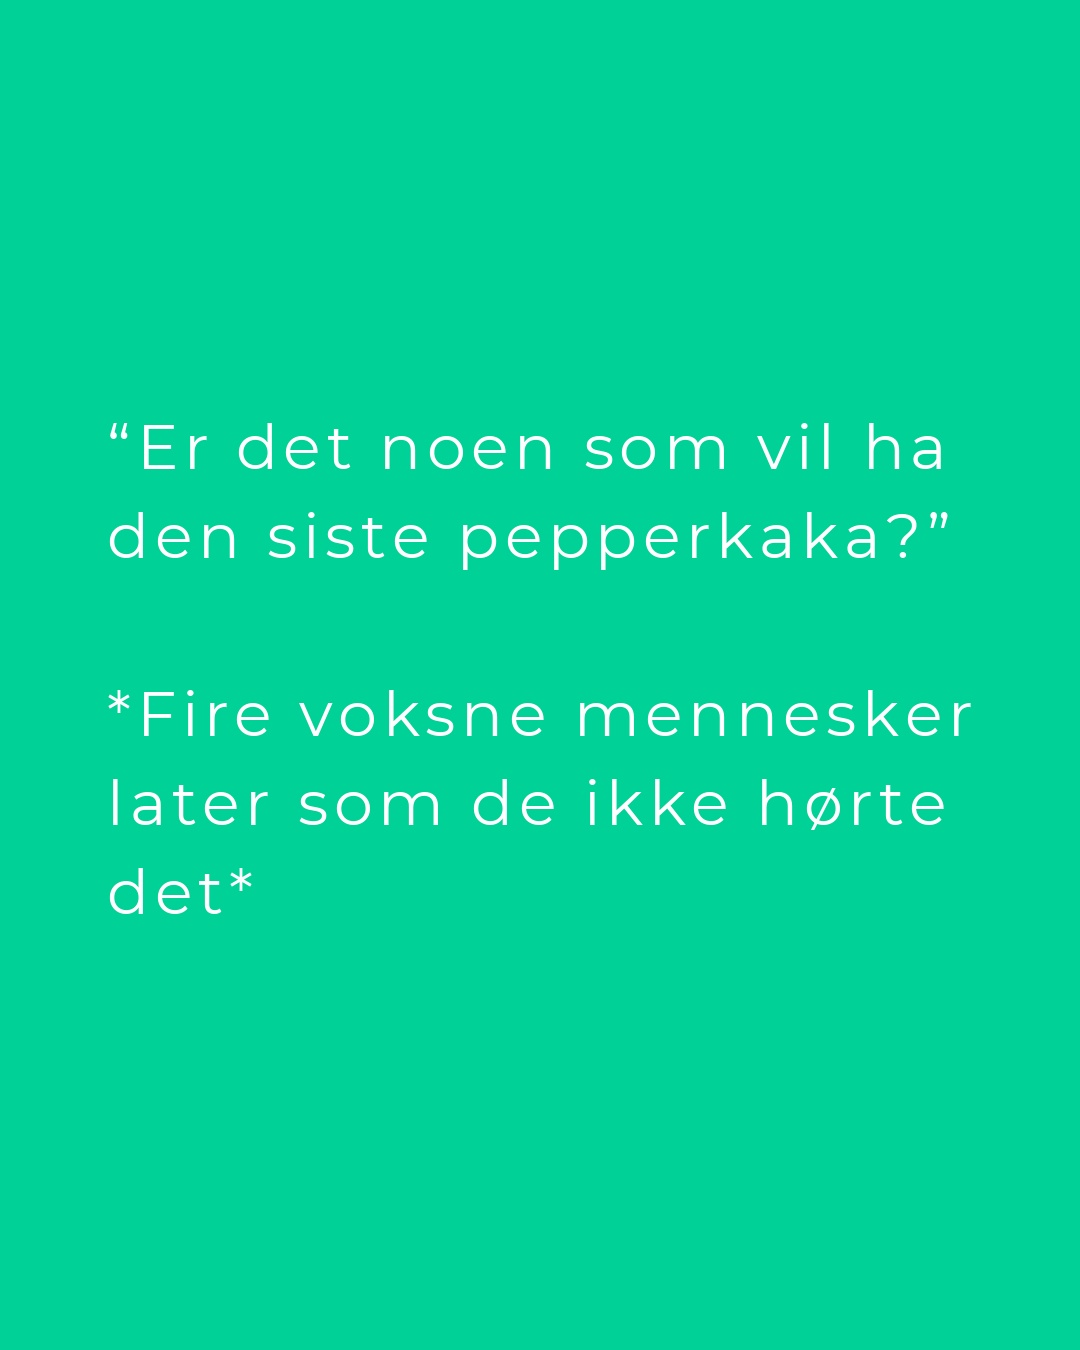 “Er det noen som vil ha
den siste pepperkaka?”
*Fire voksne mennesker
later som de ikke hørte
det*